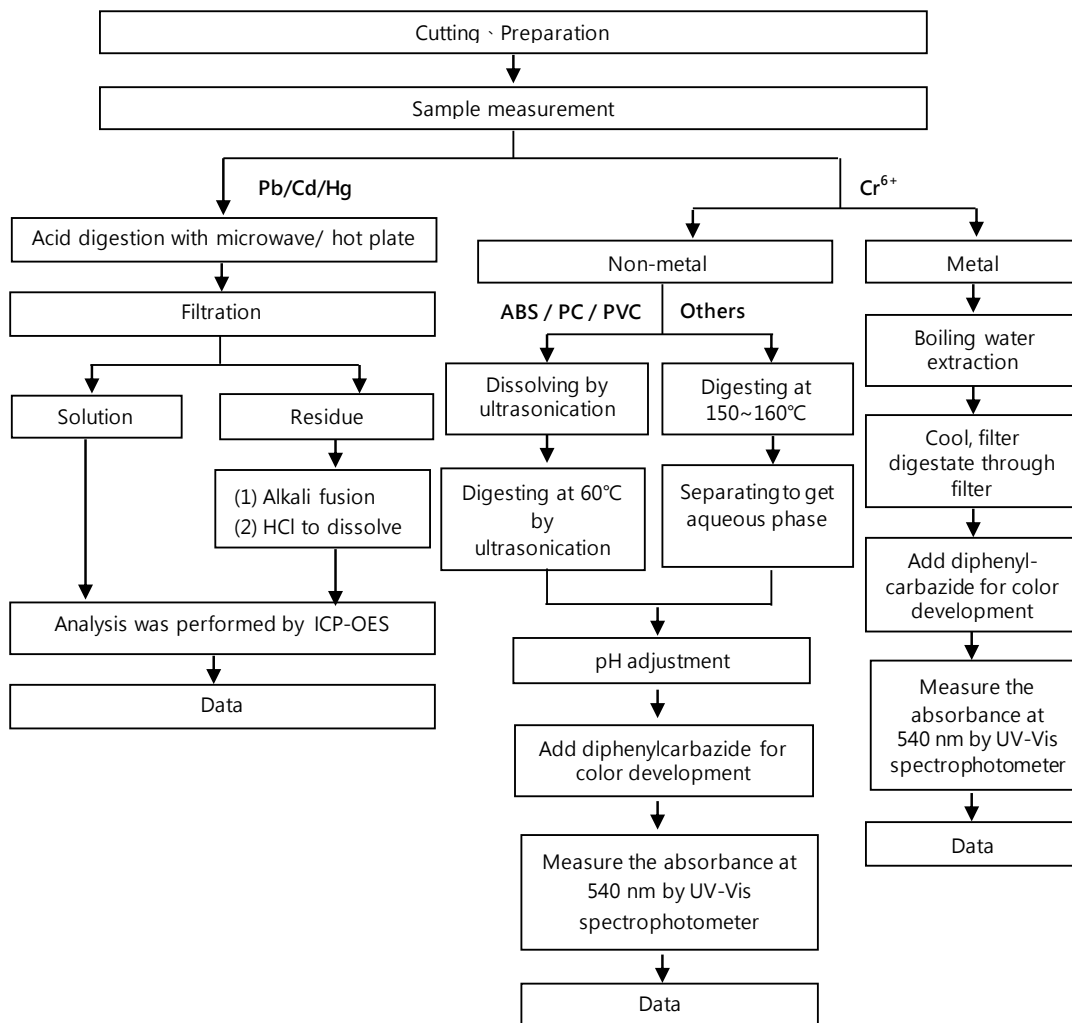 Cutting、Preparation
Sample measurement
Pb/Cd/Hg
Acid digestion with microwave/ hot plate
Filtration
Solution
Residue
(1) Alkali fusion
(2) HCl to dissolve
Analysis was performed by ICP-OES
Data
Cr⁶⁺
Non-metal
ABS / PC / PVC
Others
Dissolving by
ultrasonication
Digesting at
150~160℃
Digesting at 60℃
by
ultrasonication
Separating to get
aqueous phase
pH adjustment
Add diphenylcarbazide for
color development
Measure the absorbance at
540 nm by UV-Vis
spectrophotometer
Data
Metal
Boiling water
extraction
Cool, filter
digestate through
filter
Add diphenyl-
carbazide for color
development
Measure the
absorbance at
540 nm by UV-Vis
spectrophotometer
Data